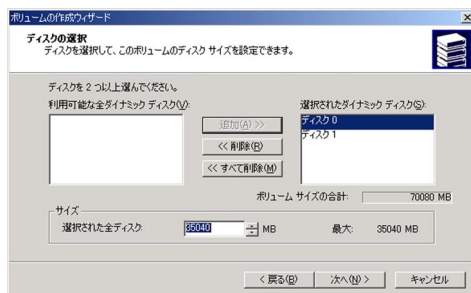 ボリュームの作成ウィザード
ディスクの選択
ディスクを選択して、このボリュームのディスク サイズを設定できます。
ディスクを 2 つ以上選んでください。
利用可能な全ダイナミック ディスク(V):
選択されたダイナミック ディスク(S):
追加(A) >>
<< 削除(R)
<< すべて削除(M)
ディスク 0
ディスク 1
ボリューム サイズの合計:
70080 MB
サイズ
選択された全ディスク:
35040
MB
最大:
35040 MB
< 戻る(B)
次へ(N) >
キャンセル